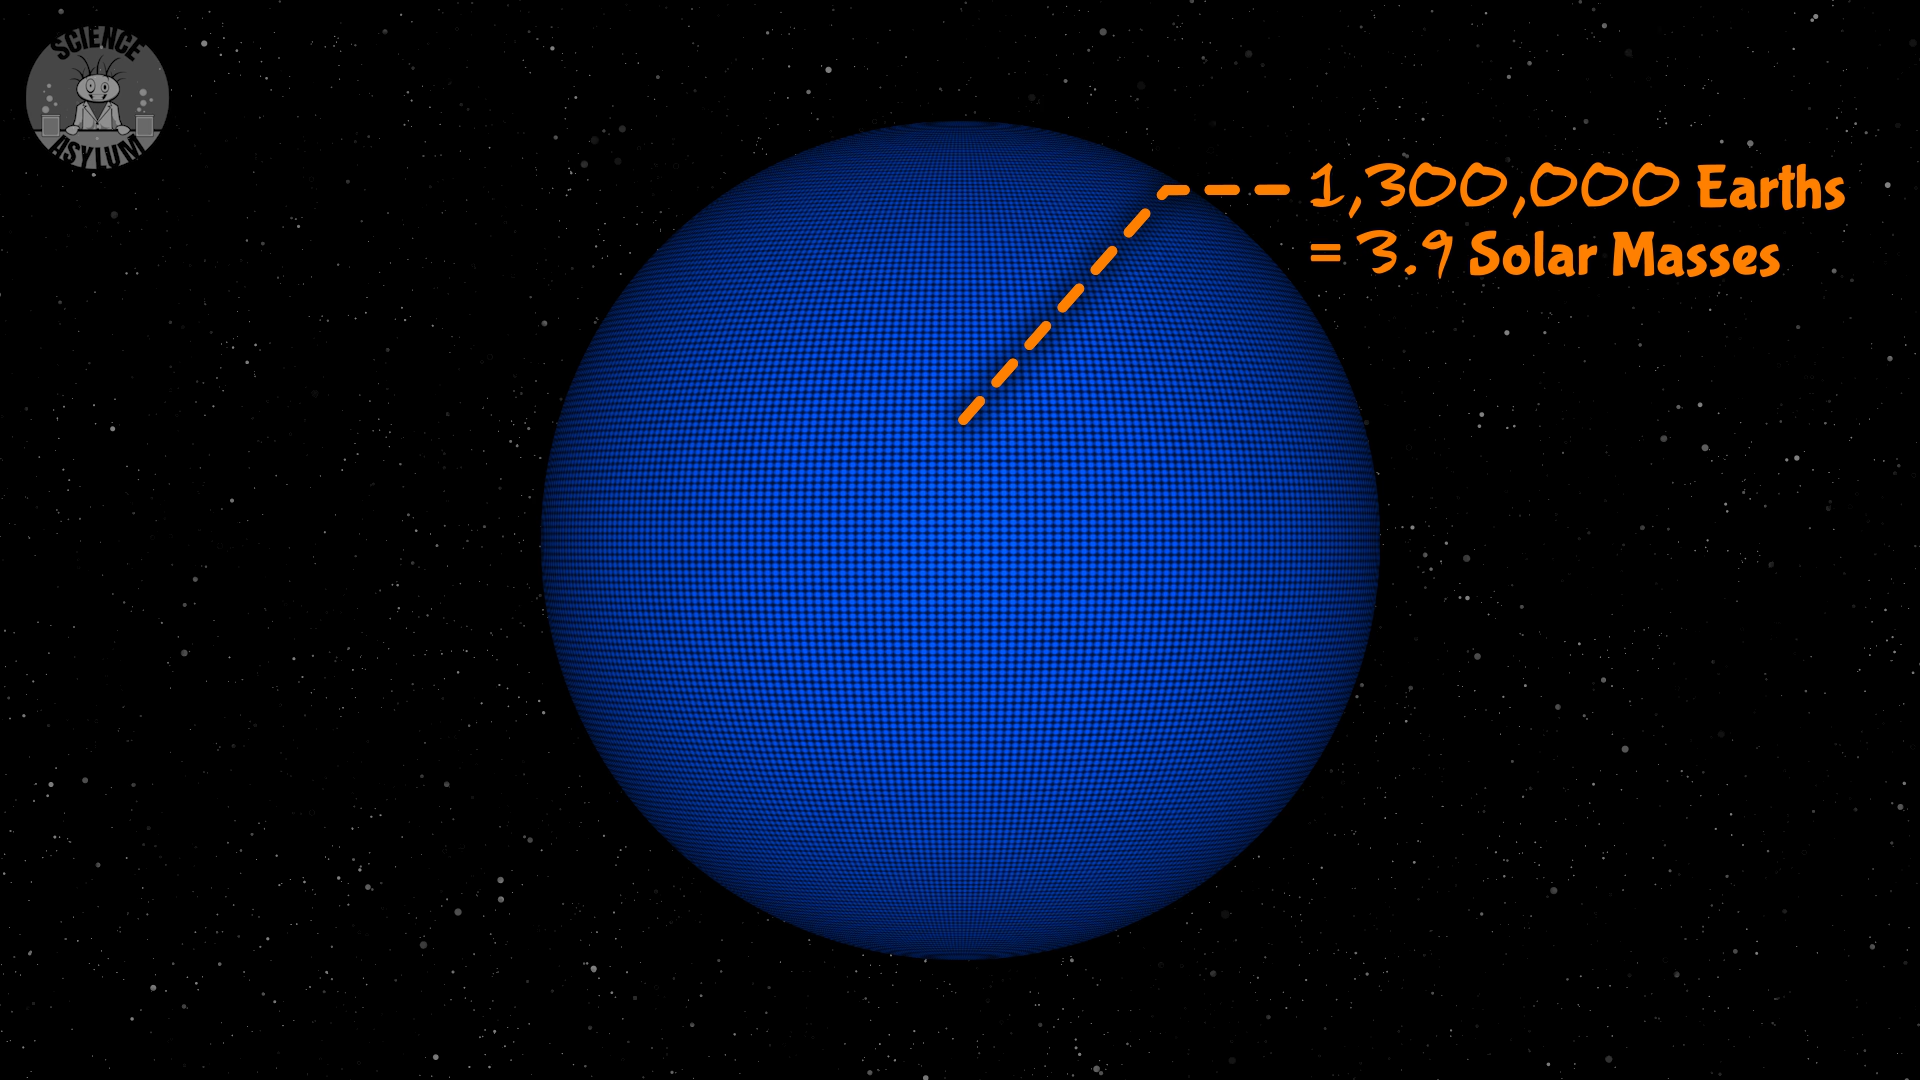 SCIENCE
ASYLUM
1,300,000 Earths
= 3.9 Solar Masses